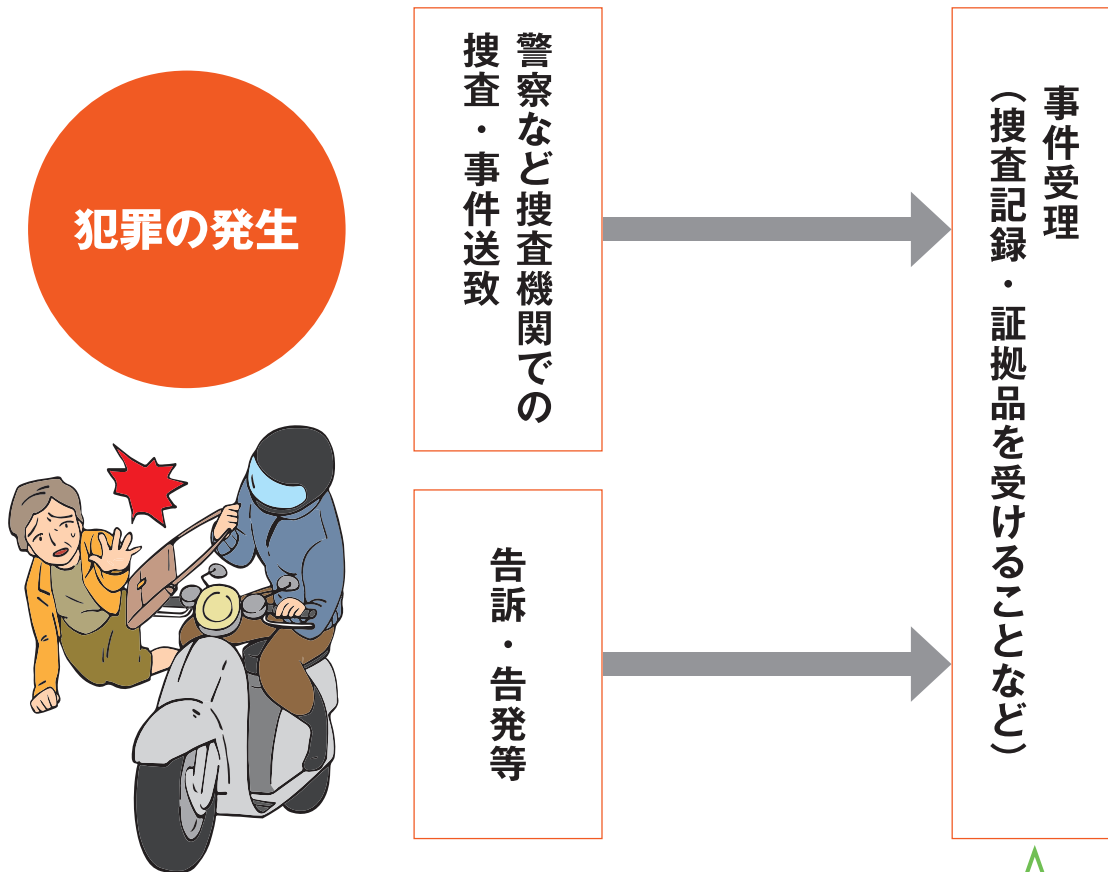 犯罪の発生
警察など捜査機関での
捜査・事件送致
告訴・告発等
事件受理
（捜査記録・証拠品を受けることなど）